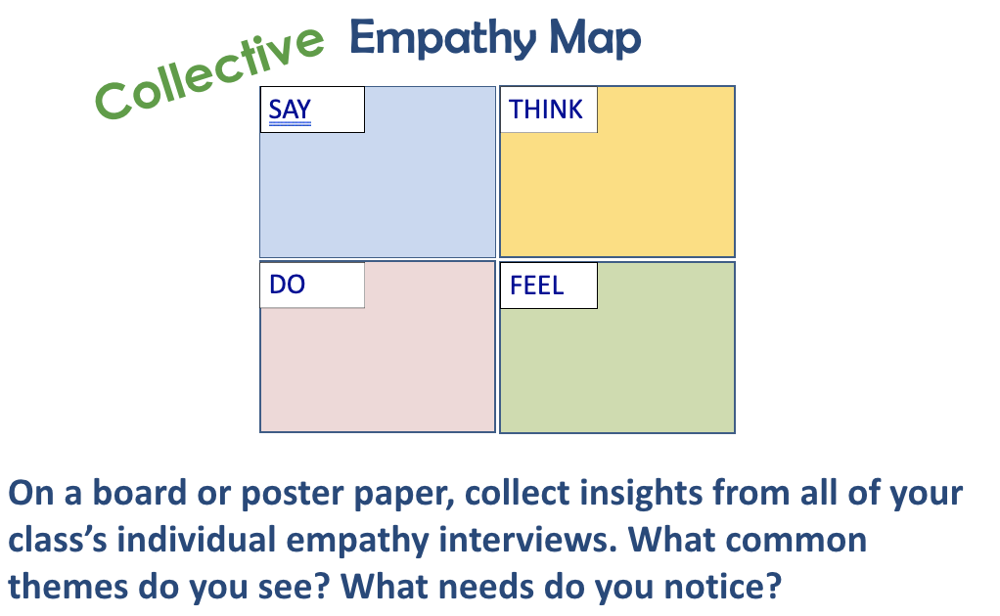 Collective Empathy Map
SAY
THINK
DO
FEEL
On a board or poster paper, collect insights from all of your
class’s individual empathy interviews. What common
themes do you see? What needs do you notice?